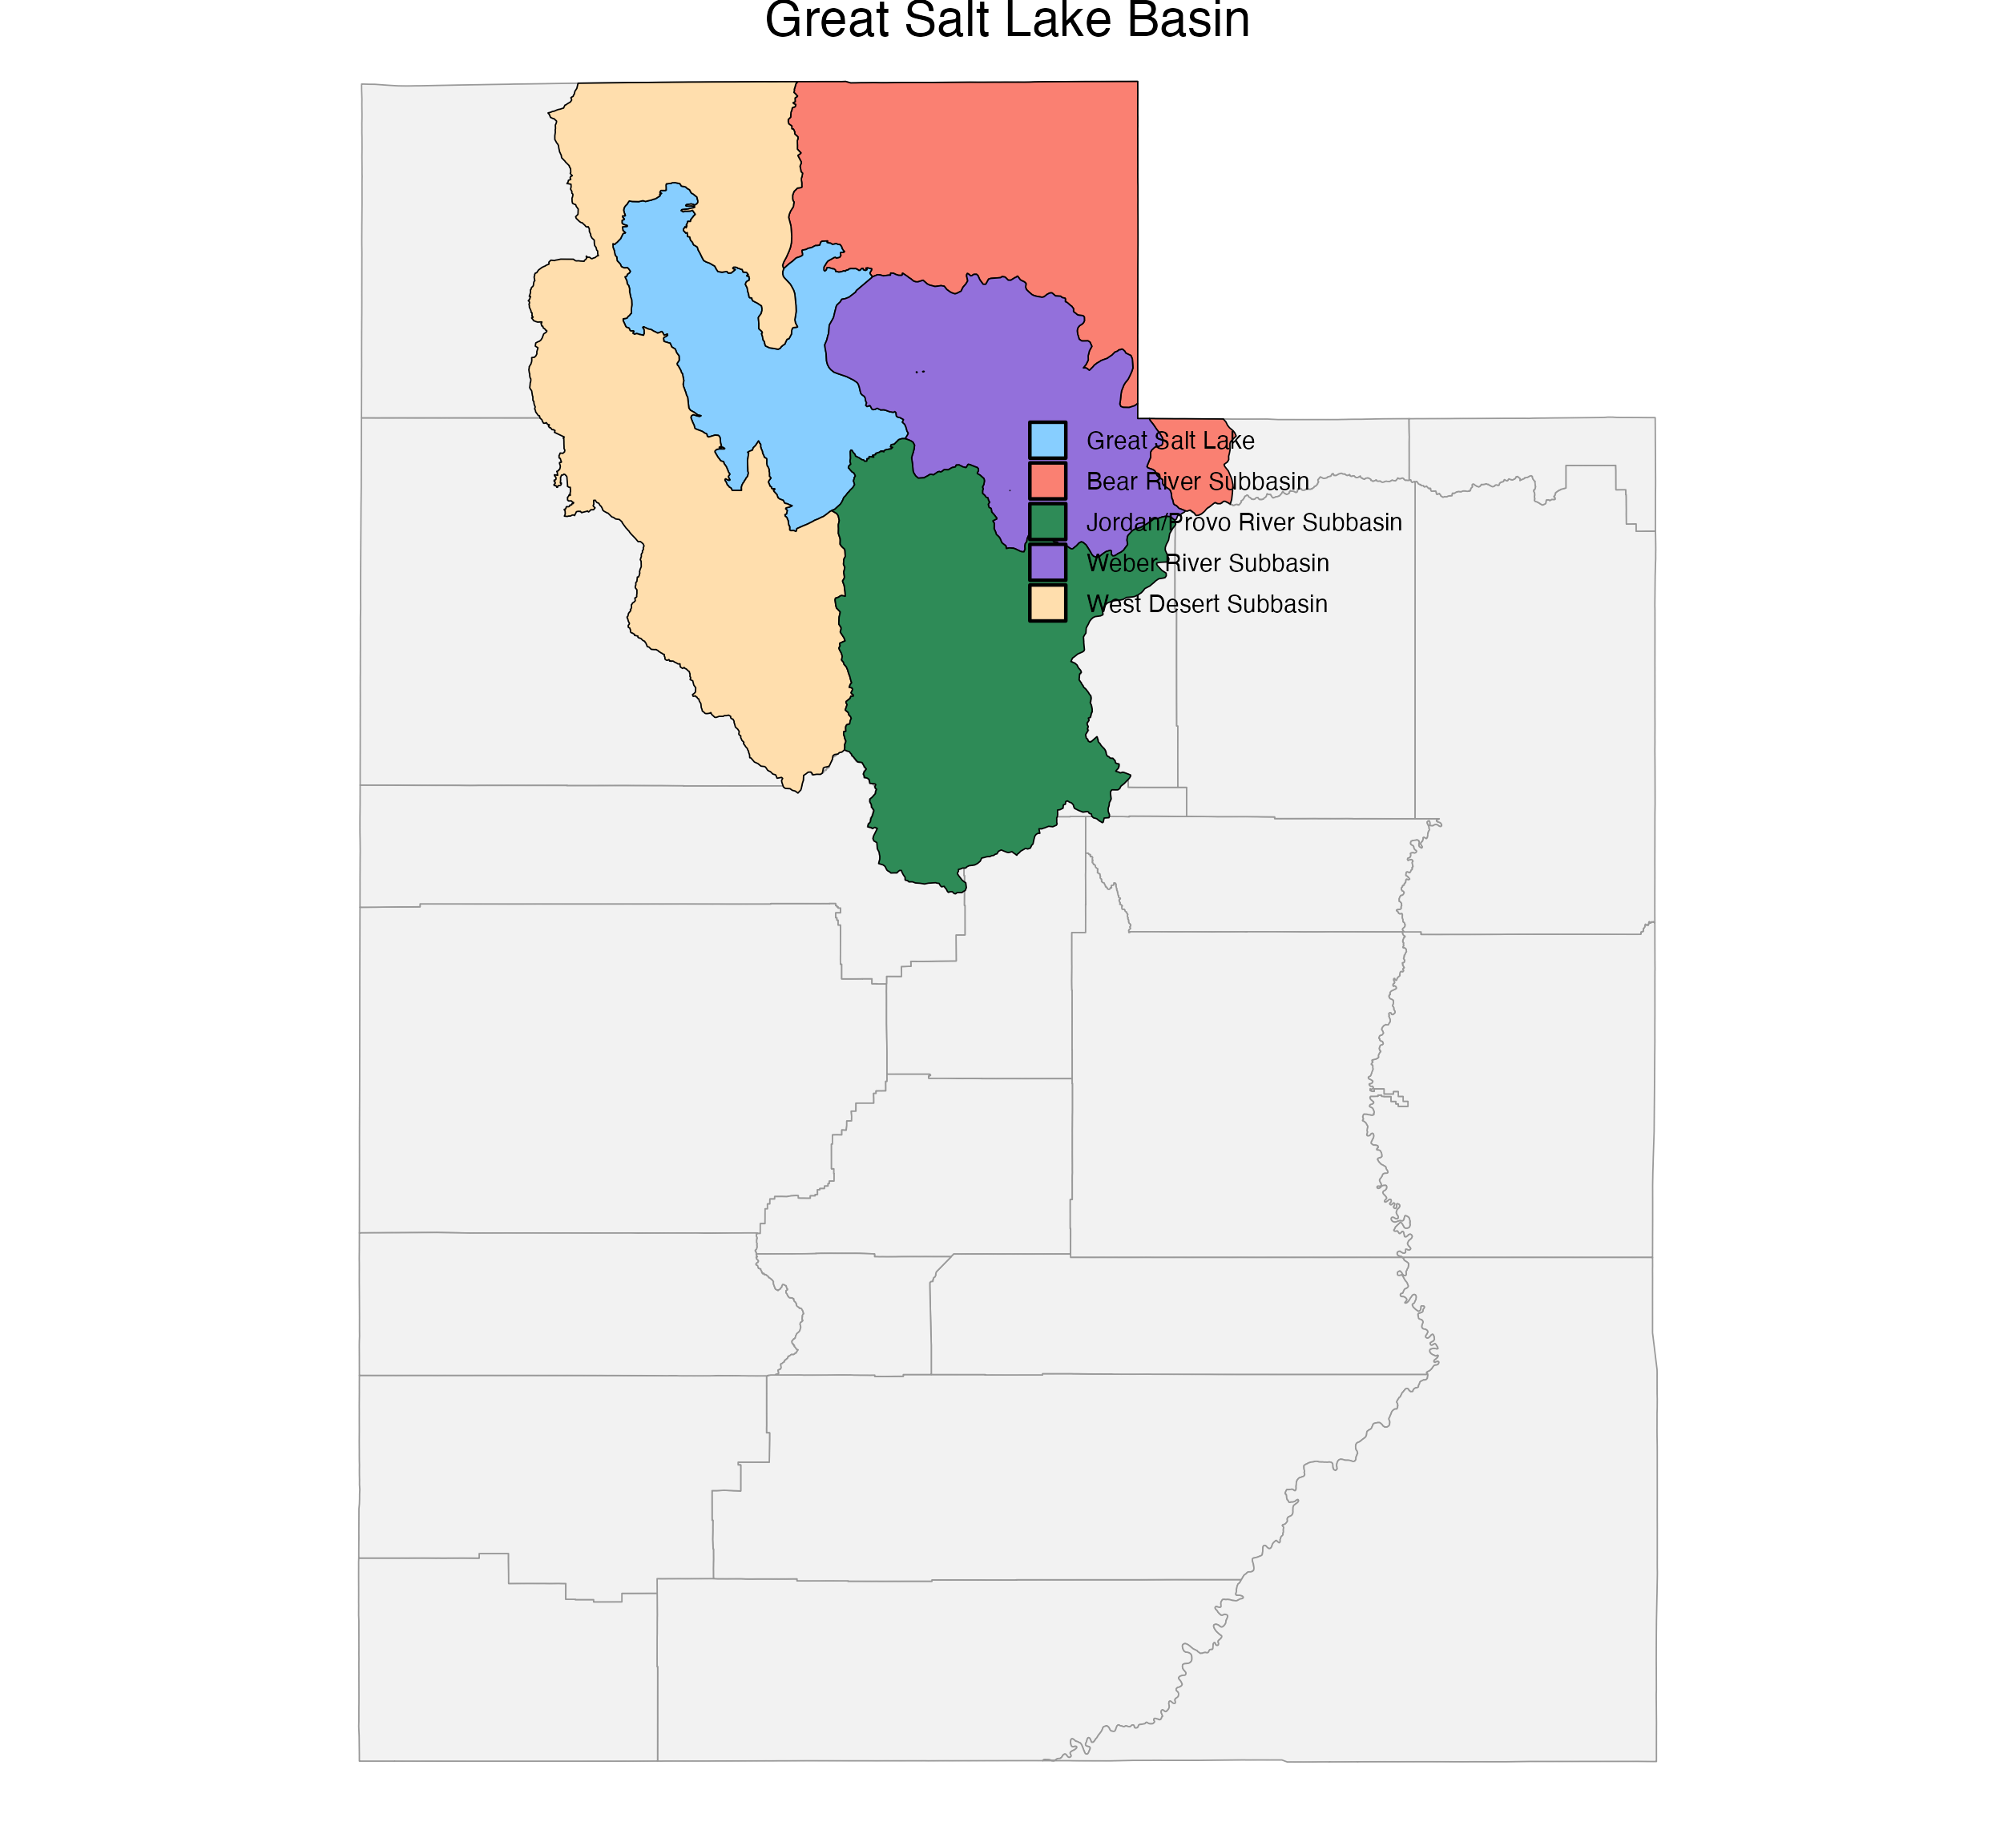 Great Salt Lake Basin
Great Salt Lake
Bear River Subbasin
Jordan/Provo River Subbasin
Weber River Subbasin
West Desert Subbasin